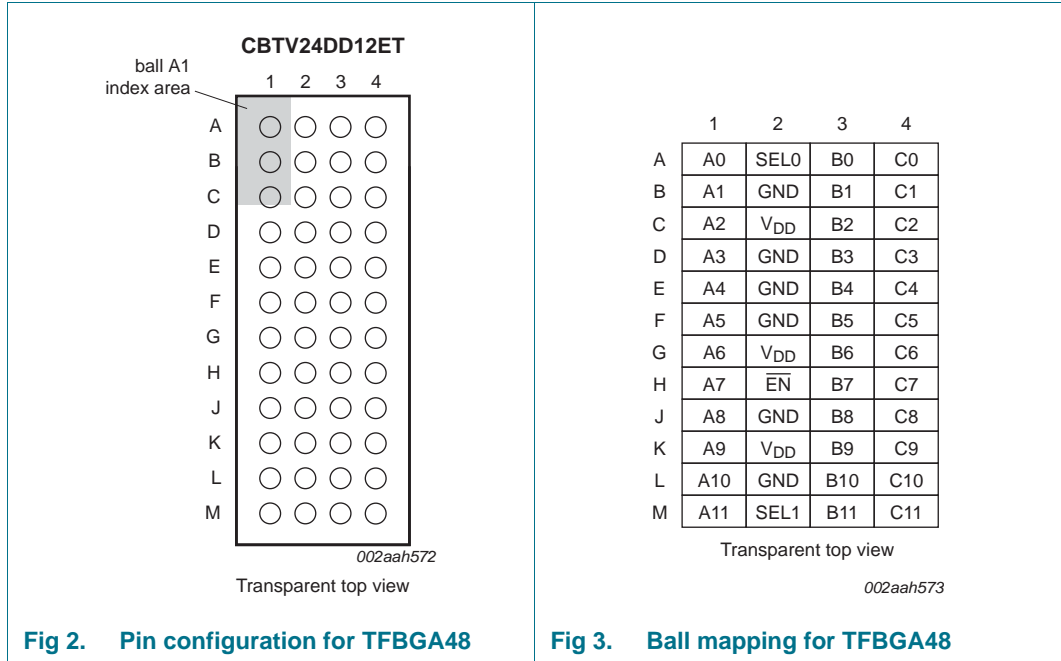 CBTV24DD12ET
ball A1
index area
1 2 3 4
A
B
C
D
E
F
G
H
J
K
L
M
002aah572
Transparent top view
Fig 2. Pin configuration for TFBGA48
1 2 3 4
A A0 SEL0 B0 C0
B A1 GND B1 C1
C A2 VDD B2 C2
D A3 GND B3 C3
E A4 GND B4 C4
F A5 GND B5 C5
G A6 VDD B6 C6
H A7 EN B7 C7
J A8 GND B8 C8
K A9 VDD B9 C9
L A10 GND B10 C10
M A11 SEL1 B11 C11
Transparent top view
002aah573
Fig 3. Ball mapping for TFBGA48